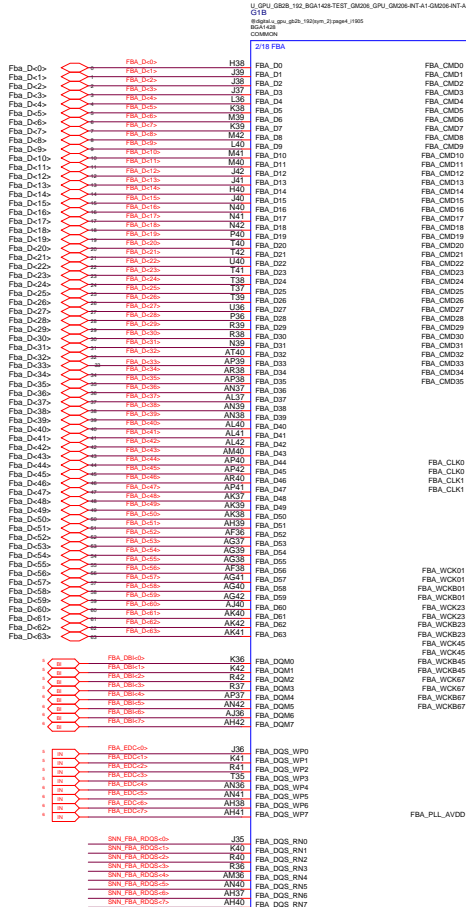 U_GPU_GB2B_192_BGA1428-TEST_GM206_GPU_GM206-INT-A1-GM206-INT-A
G1B
@digital.u_gpu_gb2b_192(sym_2):page4_i1935
BGA1428
COMMON
2/18 FBA
Fba_D<0> FBA_D<0> H38 FBA_D0 FBA_CMD0
Fba_D<1> FBA_D<1> J39 FBA_D1 FBA_CMD1
Fba_D<2> FBA_D<2> J38 FBA_D2 FBA_CMD2
Fba_D<3> FBA_D<3> J37 FBA_D3 FBA_CMD3
Fba_D<4> FBA_D<4> L36 FBA_D4 FBA_CMD4
Fba_D<5> FBA_D<5> K38 FBA_D5 FBA_CMD5
Fba_D<6> FBA_D<6> M39 FBA_D6 FBA_CMD6
Fba_D<7> FBA_D<7> K39 FBA_D7 FBA_CMD7
Fba_D<8> FBA_D<8> M42 FBA_D8 FBA_CMD8
Fba_D<9> FBA_D<9> L40 FBA_D9 FBA_CMD9
Fba_D<10> FBA_D<10> M41 FBA_D10 FBA_CMD10
Fba_D<11> FBA_D<11> M40 FBA_D11 FBA_CMD11
Fba_D<12> FBA_D<12> J42 FBA_D12 FBA_CMD12
Fba_D<13> FBA_D<13> J41 FBA_D13 FBA_CMD13
Fba_D<14> FBA_D<14> H40 FBA_D14 FBA_CMD14
Fba_D<15> FBA_D<15> J40 FBA_D15 FBA_CMD15
Fba_D<16> FBA_D<16> N40 FBA_D16 FBA_CMD16
Fba_D<17> FBA_D<17> N41 FBA_D17 FBA_CMD17
Fba_D<18> FBA_D<18> N42 FBA_D18 FBA_CMD18
Fba_D<19> FBA_D<19> P40 FBA_D19 FBA_CMD19
Fba_D<20> FBA_D<20> T40 FBA_D20 FBA_CMD20
Fba_D<21> FBA_D<21> T42 FBA_D21 FBA_CMD21
Fba_D<22> FBA_D<22> U40 FBA_D22 FBA_CMD22
Fba_D<23> FBA_D<23> T41 FBA_D23 FBA_CMD23
Fba_D<24> FBA_D<24> T38 FBA_D24 FBA_CMD24
Fba_D<25> FBA_D<25> T37 FBA_D25 FBA_CMD25
Fba_D<26> FBA_D<26> T39 FBA_D26 FBA_CMD26
Fba_D<27> FBA_D<27> U36 FBA_D27 FBA_CMD27
Fba_D<28> FBA_D<28> P36 FBA_D28 FBA_CMD28
Fba_D<29> FBA_D<29> R39 FBA_D29 FBA_CMD29
Fba_D<30> FBA_D<30> R38 FBA_D30 FBA_CMD30
Fba_D<31> FBA_D<31> N39 FBA_D31 FBA_CMD31
Fba_D<32> FBA_D<32> AT40 FBA_D32 FBA_CMD32
Fba_D<33> FBA_D<33> AP39 FBA_D33 FBA_CMD33
Fba_D<34> FBA_D<34> AR38 FBA_D34 FBA_CMD34
Fba_D<35> FBA_D<35> AP38 FBA_D35 FBA_CMD35
Fba_D<36> FBA_D<36> AN37 FBA_D36
Fba_D<37> FBA_D<37> AL37 FBA_D37
Fba_D<38> FBA_D<38> AN39 FBA_D38
Fba_D<39> FBA_D<39> AN38 FBA_D39
Fba_D<40> FBA_D<40> AL40 FBA_D40
Fba_D<41> FBA_D<41> AL41 FBA_D41
Fba_D<42> FBA_D<42> AL42 FBA_D42
Fba_D<43> FBA_D<43> AM40 FBA_D43
Fba_D<44> FBA_D<44> AP40 FBA_D44 FBA_CLK0
Fba_D<45> FBA_D<45> AP42 FBA_D45 FBA_CLK0
Fba_D<46> FBA_D<46> AR40 FBA_D46 FBA_CLK1
Fba_D<47> FBA_D<47> AP41 FBA_D47 FBA_CLK1
Fba_D<48> FBA_D<48> AK37 FBA_D48
Fba_D<49> FBA_D<49> AK39 FBA_D49
Fba_D<50> FBA_D<50> AK38 FBA_D50
Fba_D<51> FBA_D<51> AH39 FBA_D51
Fba_D<52> FBA_D<52> AF36 FBA_D52
Fba_D<53> FBA_D<53> AG37 FBA_D53
Fba_D<54> FBA_D<54> AG39 FBA_D54
Fba_D<55> FBA_D<55> AG38 FBA_D55
Fba_D<56> FBA_D<56> AF38 FBA_D56 FBA_WCK01
Fba_D<57> FBA_D<57> AG41 FBA_D57 FBA_WCK01
Fba_D<58> FBA_D<58> AG40 FBA_D58 FBA_WCKB01
Fba_D<59> FBA_D<59> AG42 FBA_D59 FBA_WCKB01
Fba_D<60> FBA_D<60> AJ40 FBA_D60 FBA_WCK23
Fba_D<61> FBA_D<61> AK40 FBA_D61 FBA_WCK23
Fba_D<62> FBA_D<62> AK42 FBA_D62 FBA_WCKB23
Fba_D<63> FBA_D<63> AK41 FBA_D63 FBA_WCKB23
FBA_WCK45
FBA_WCK45
BI FBA_DBI<0> K36 FBA_DQM0 FBA_WCKB45
BI FBA_DBI<1> K42 FBA_DQM1 FBA_WCKB45
BI FBA_DBI<2> R42 FBA_DQM2 FBA_WCK67
BI FBA_DBI<3> R37 FBA_DQM3 FBA_WCK67
BI FBA_DBI<4> AP37 FBA_DQM4 FBA_WCKB67
BI FBA_DBI<5> AN42 FBA_DQM5 FBA_WCKB67
BI FBA_DBI<6> AJ36 FBA_DQM6
BI FBA_DBI<7> AH42 FBA_DQM7
IN FBA_EDC<0> J36 FBA_DQS_WP0
IN FBA_EDC<1> K41 FBA_DQS_WP1
IN FBA_EDC<2> R41 FBA_DQS_WP2
IN FBA_EDC<3> T35 FBA_DQS_WP3
IN FBA_EDC<4> AN36 FBA_DQS_WP4
IN FBA_EDC<5> AN41 FBA_DQS_WP5
IN FBA_EDC<6> AH38 FBA_DQS_WP6
IN FBA_EDC<7> AH41 FBA_DQS_WP7 FBA_PLL_AVDD
SNN_FBA_RDQS<0> J35 FBA_DQS_RN0
SNN_FBA_RDQS<1> K40 FBA_DQS_RN1
SNN_FBA_RDQS<2> R40 FBA_DQS_RN2
SNN_FBA_RDQS<3> R36 FBA_DQS_RN3
SNN_FBA_RDQS<4> AM36 FBA_DQS_RN4
SNN_FBA_RDQS<5> AN40 FBA_DQS_RN5
SNN_FBA_RDQS<6> AH37 FBA_DQS_RN6
SNN_FBA_RDQS<7> AH40 FBA_DQS_RN7